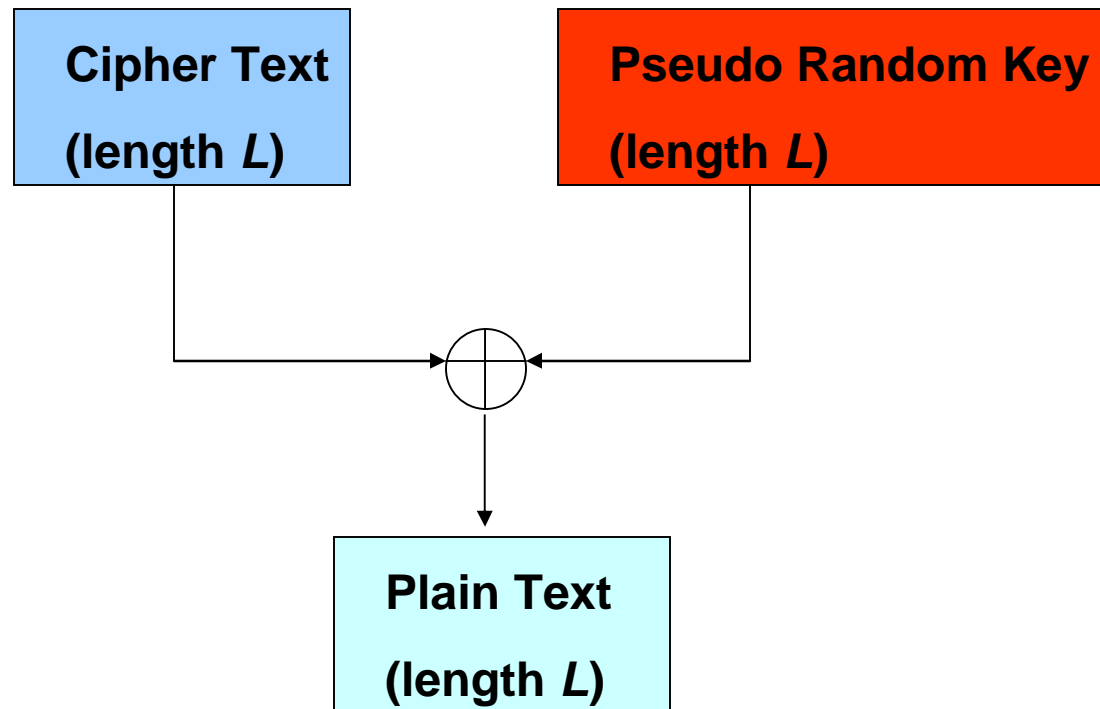 Cipher Text
(length L)
Pseudo Random Key
(length L)
Plain Text
(length L)